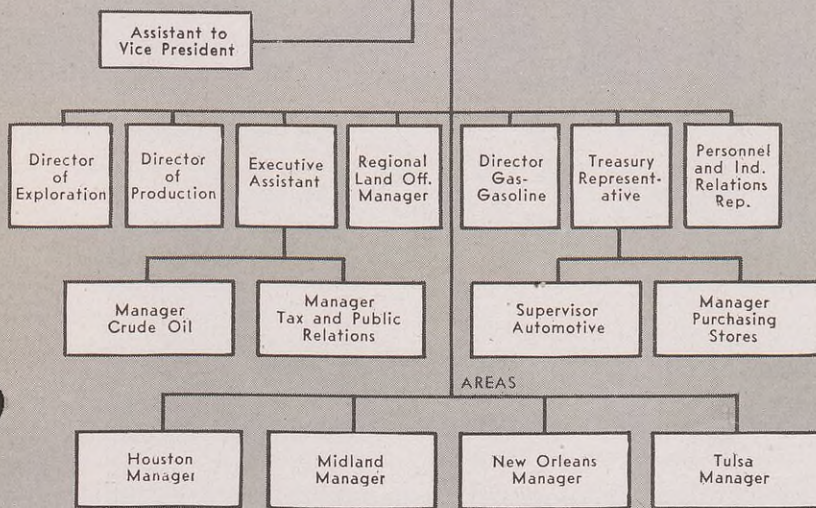 Assistant to
Vice President
Director
of
Exploration
Director
of
Production
Executive
Assistant
Regional
Land Off.
Manager
Director
Gas-
Gasoline
Treasury
Represent-
ative
Personnel
and Ind.
Relations
Rep.
Manager
Crude Oil
Manager
Tax and Public
Relations
Supervisor
Automotive
Manager
Purchasing
Stores
AREAS
Houston
Manager
Midland
Manager
New Orleans
Manager
Tulsa
Manager